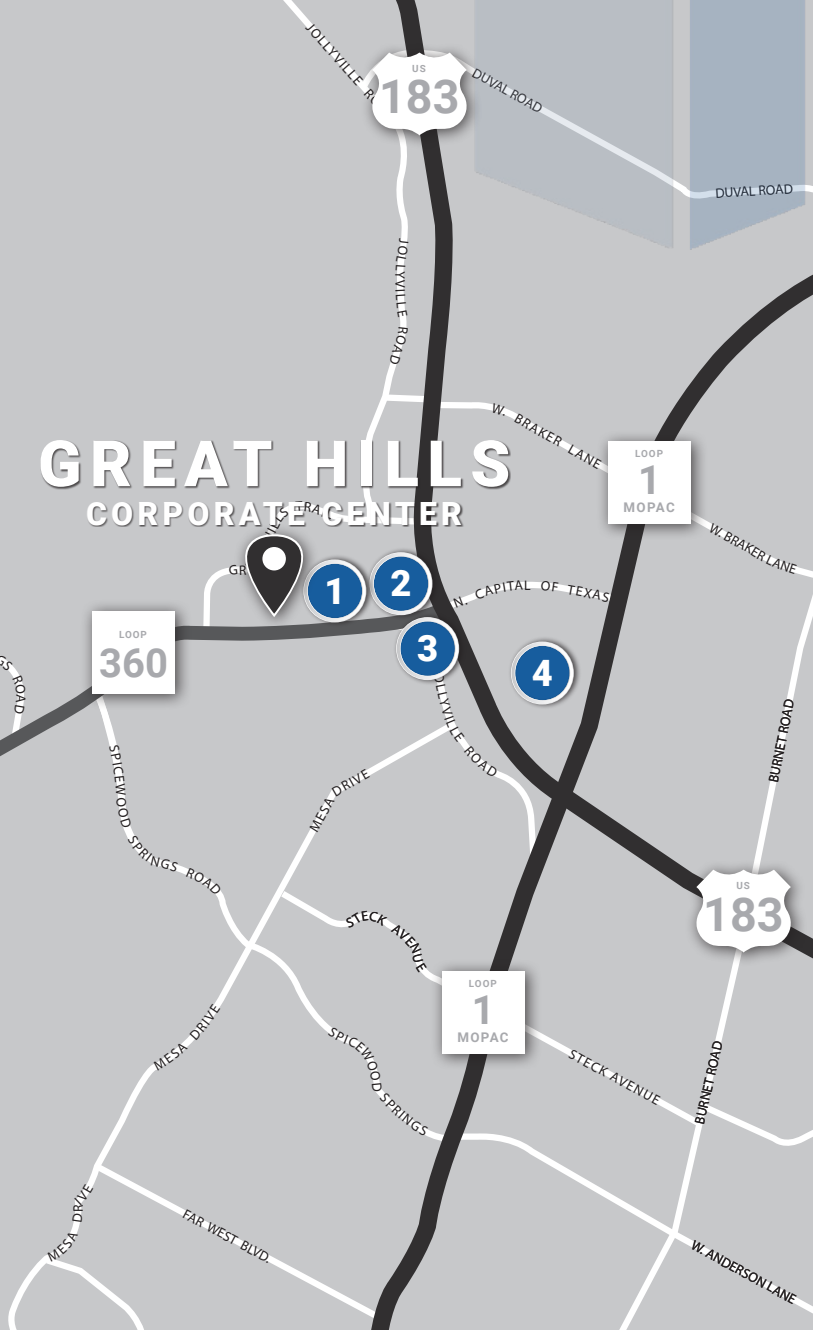 JOLLYVILLE
US
183
DUVAL ROAD
DUVAL ROAD
JOLLYVILLE ROAD
W. BRAKER LANE
LOOP
1
MOPAC
GREAT HILLS
CORPORATE CENTER
W. BRAKER LANE
1
2
N. CAPITAL OF TEXAS
LOOP
360
3
4
ROAD
JOLLYVILLE ROAD
BURNET ROAD
SPICEWOOD SPRINGS ROAD
MESA DRIVE
US
183
STECK AVENUE
LOOP
1
MOPAC
MESA DRIVE
SPICEWOOD SPRINGS
STECK AVENUE
BURNET ROAD
MESA DRIVE
FAR WEST BLVD.
W. ANDERSON LANE